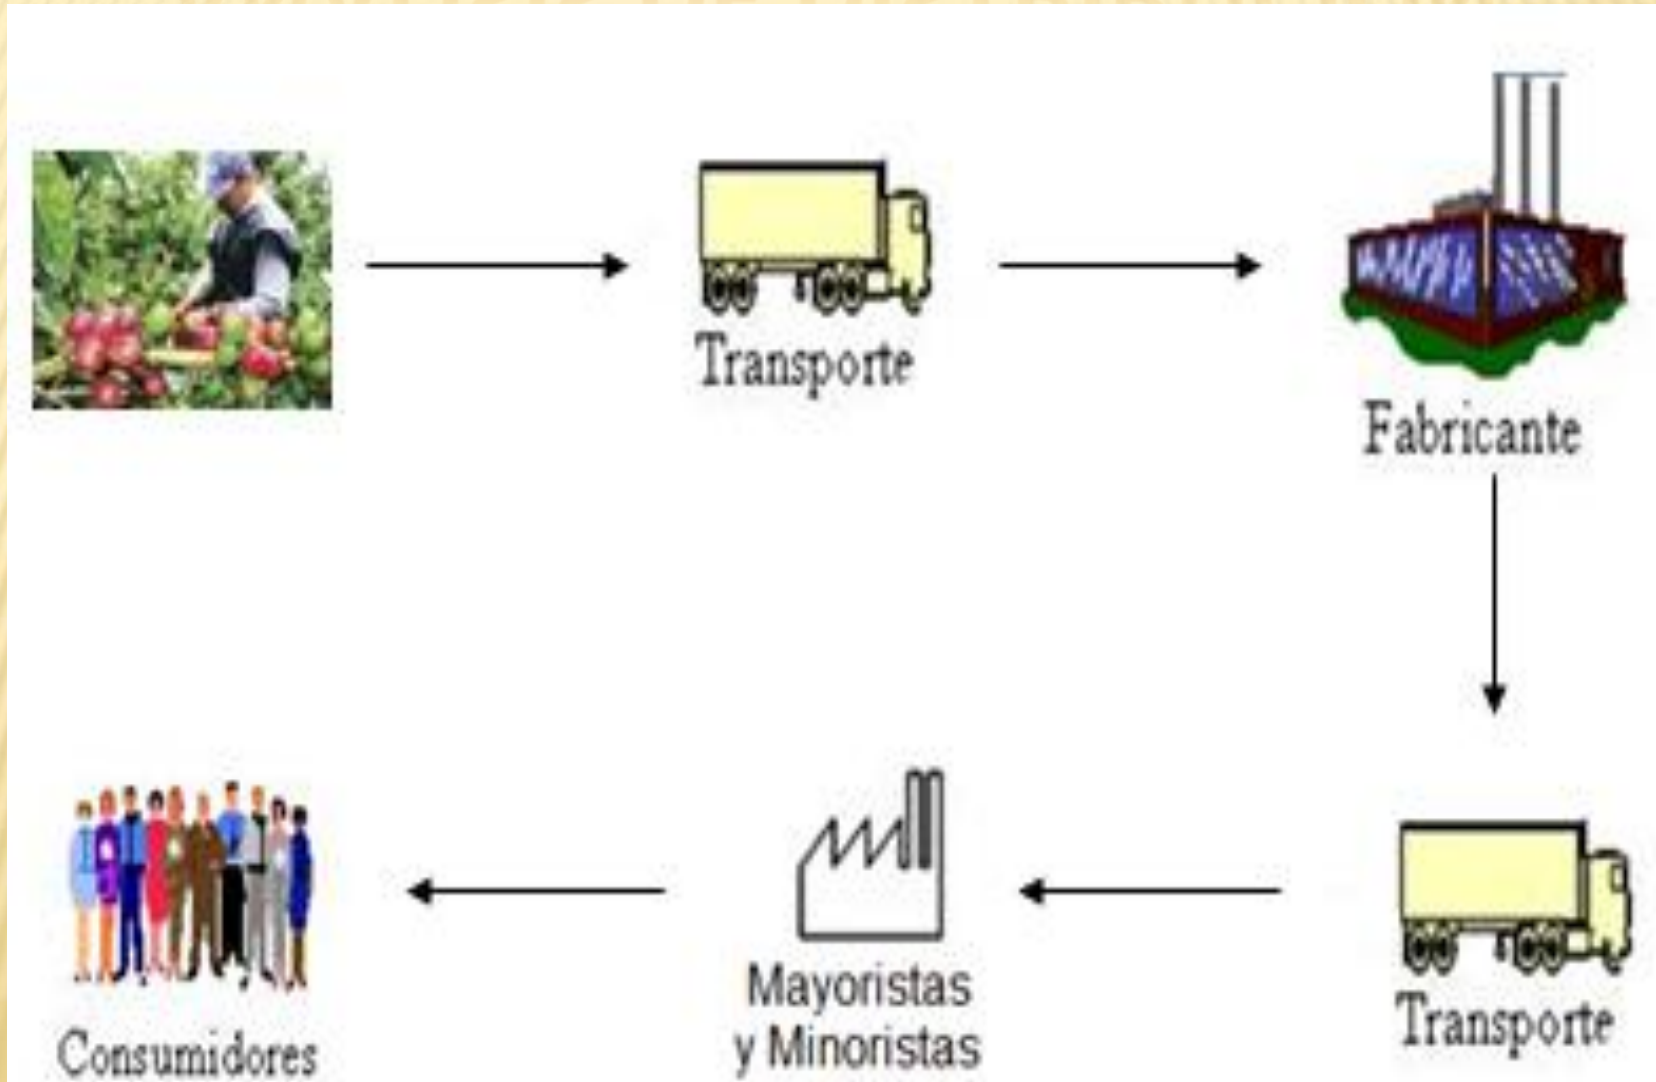 Transporte
Fabricante
Transporte
Mayoristas
y Minoristas
Consumidores